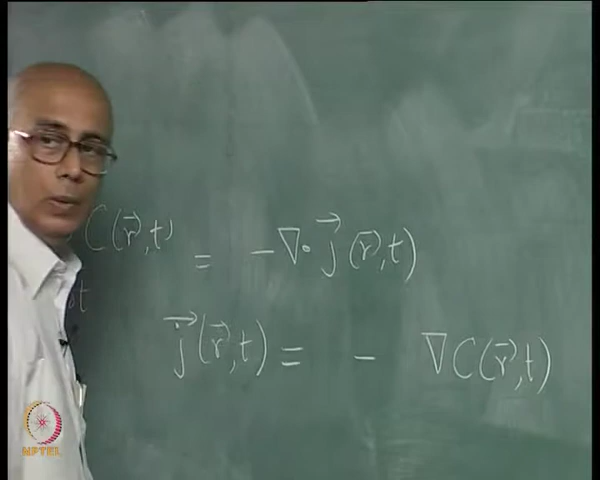 C(r⃗,t) = -∇·j⃗(r⃗,t)
∂t
j⃗(r⃗,t) = - ∇C(r⃗,t)
NPTEL